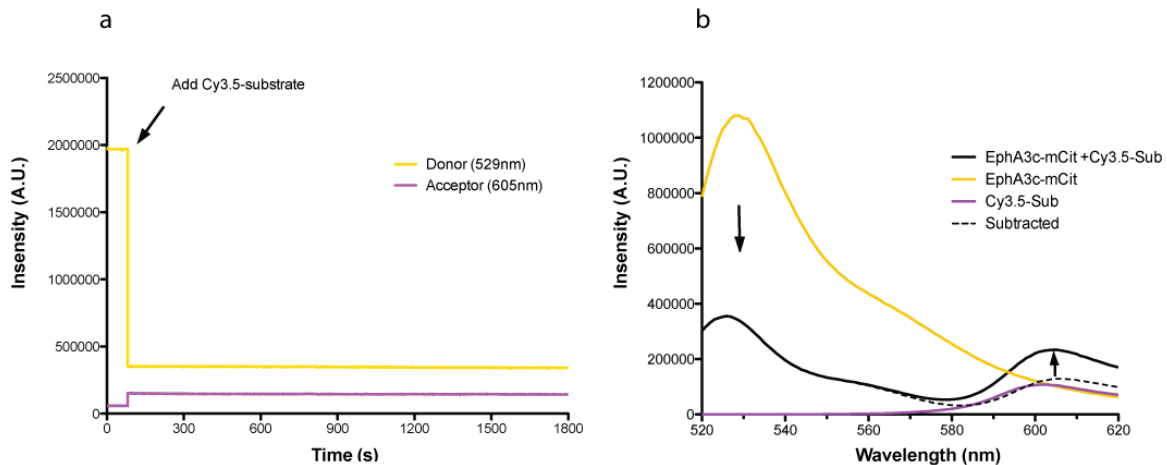 a
Add Cy3.5-substrate
Insensity (A.U.)
2500000
2000000
1500000
1000000
500000
0
Donor (529nm)
Acceptor (605nm)
0 300 600 900 1200 1500 1800
Time (s)
b
Insensity (A.U.)
1200000
1000000
800000
600000
400000
200000
0
EphA3c-mCit +Cy3.5-Sub
EphA3c-mCit
Cy3.5-Sub
Subtracted
520 540 560 580 600 620
Wavelength (nm)